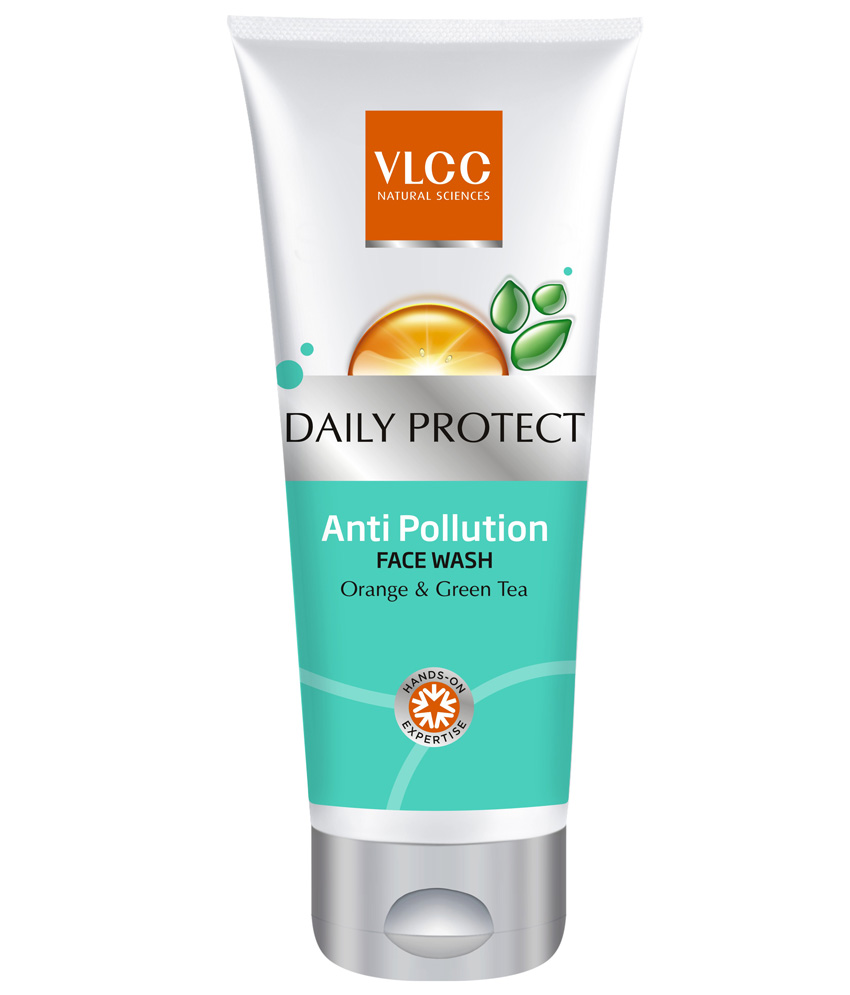 VLCC
NATURAL SCIENCES
DAILY PROTECT
Anti Pollution
FACE WASH
Orange & Green Tea
HANDS-ON
EXPERTISE